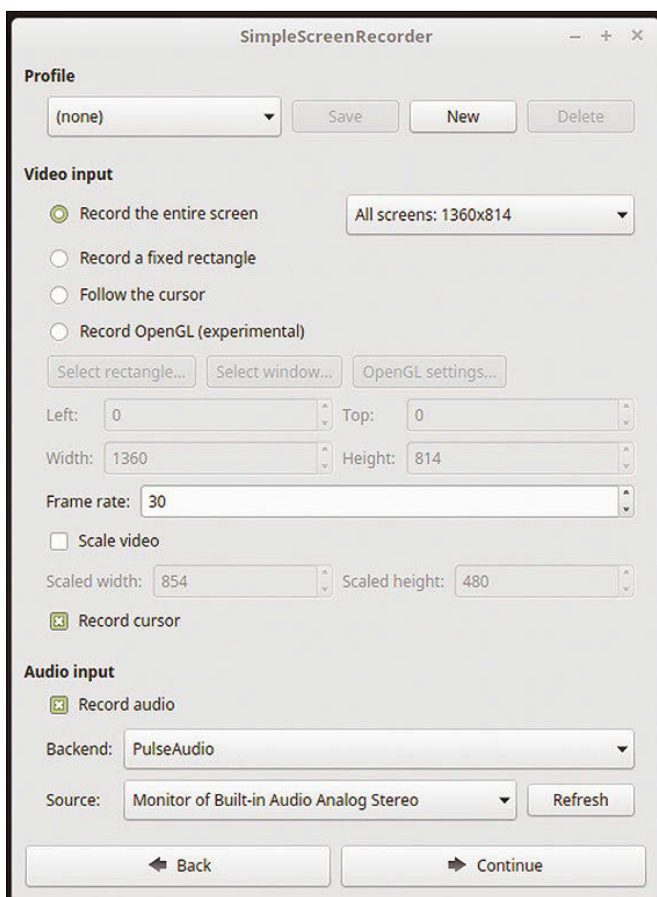 SimpleScreenRecorder
Profile
(none) Save New Delete
Video input
Record the entire screen All screens: 1360x814
Record a fixed rectangle
Follow the cursor
Record OpenGL (experimental)
Select rectangle... Select window... OpenGL settings...
Left: 0 Top: 0
Width: 1360 Height: 814
Frame rate: 30
Scale video
Scaled width: 854 Scaled height: 480
Record cursor
Audio input
Record audio
Backend: PulseAudio
Source: Monitor of Built-in Audio Analog Stereo Refresh
Back Continue